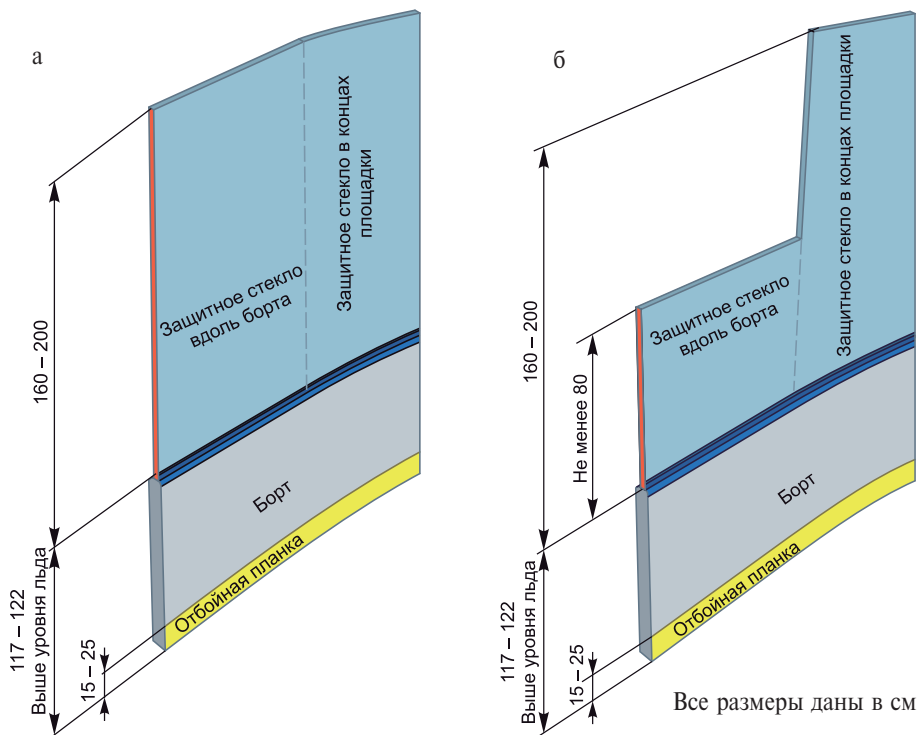 а
Защитное стекло
вдоль борта
Защитное стекло в концах
площадки
160 – 200
Борт
Отбойная планка
117 – 122
Выше уровня льда
15 – 25
б
Защитное стекло
вдоль борта
Защитное стекло в концах площадки
160 – 200
Не менее 80
Борт
Отбойная планка
117 – 122
Выше уровня льда
15 – 25
Все размеры даны в см